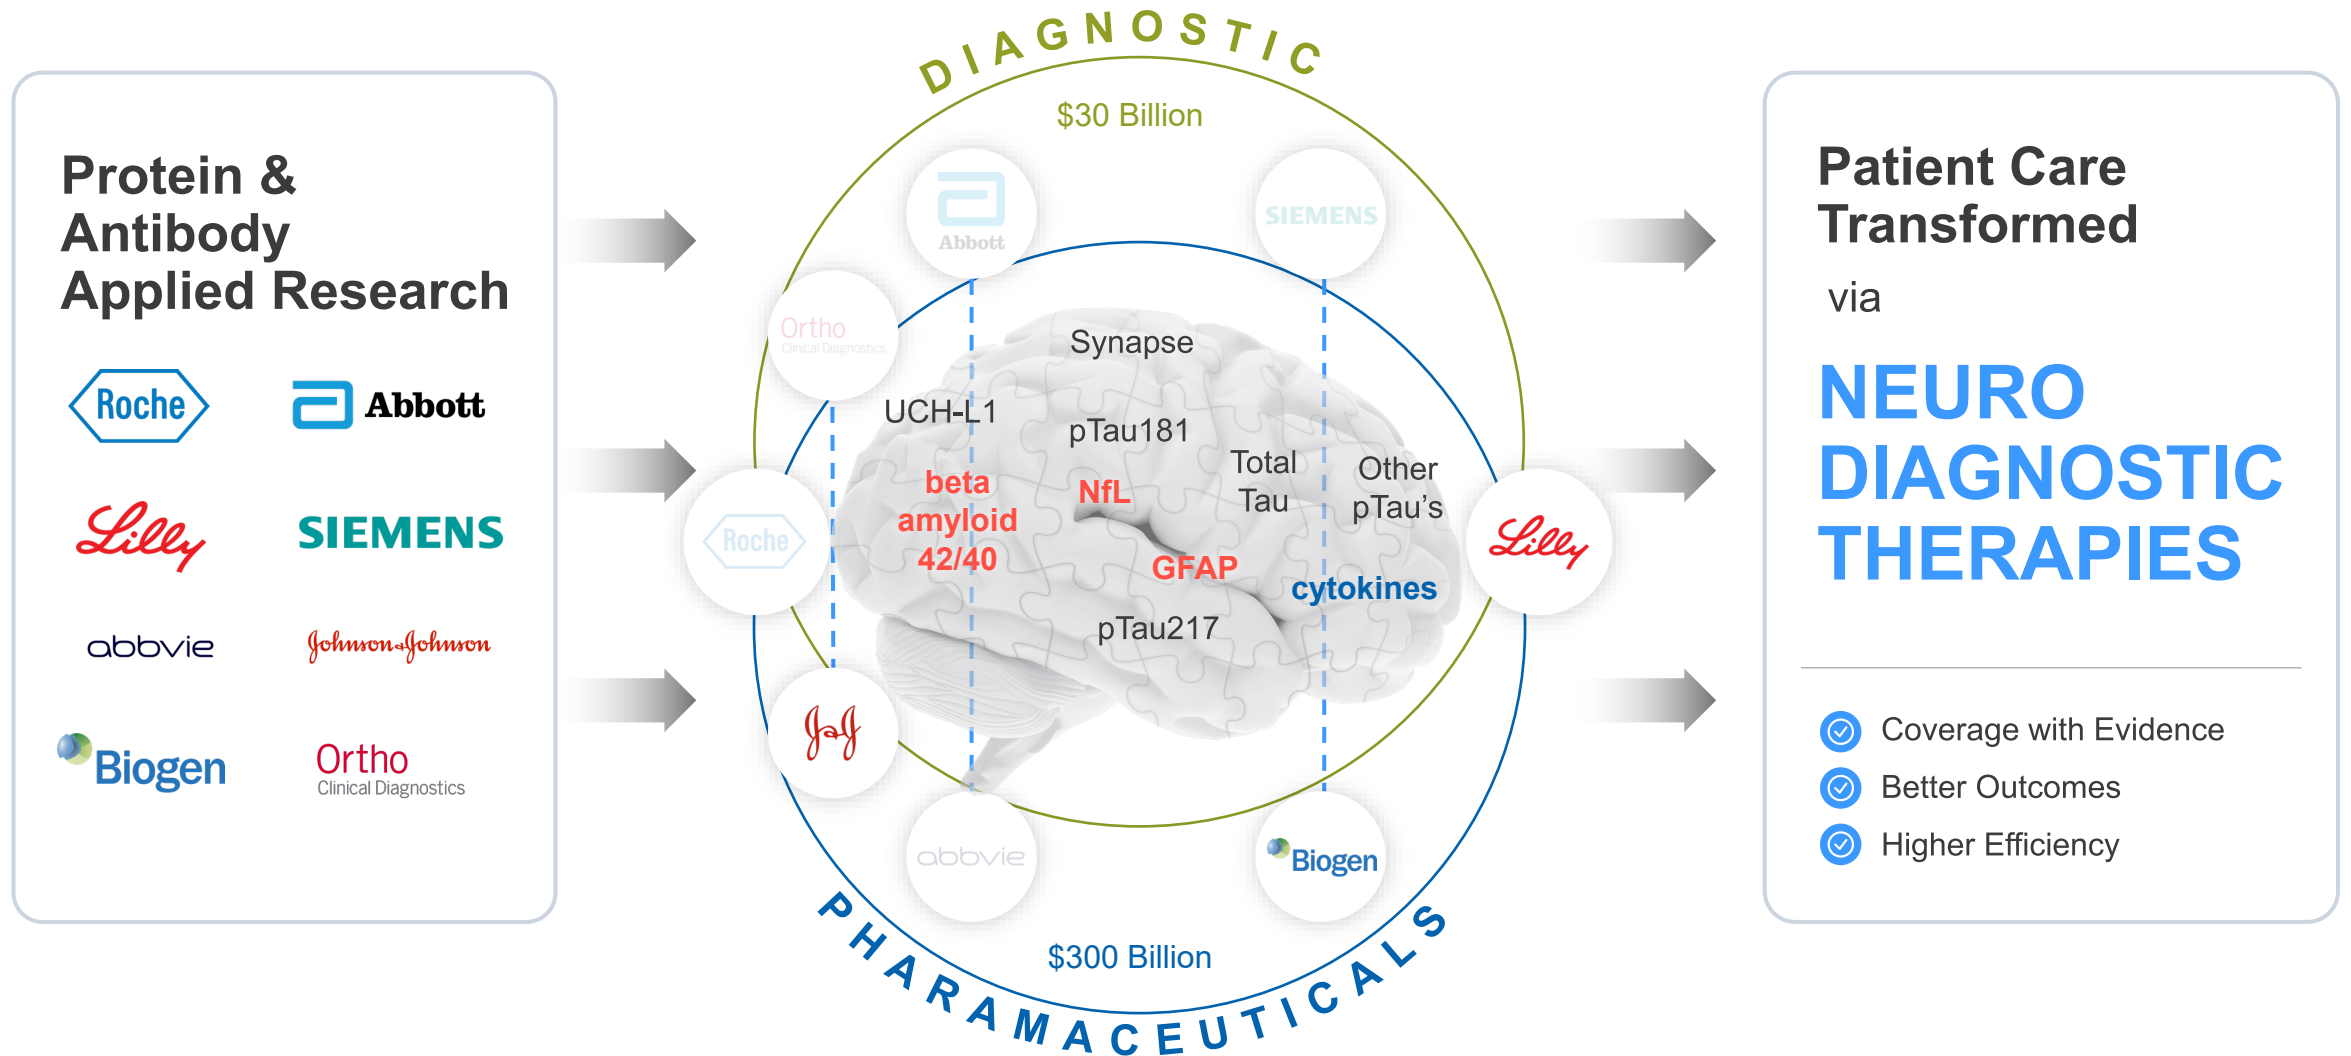 Protein &
Antibody
Applied Research
Roche
Abbott
Lilly
SIEMENS
abbvie
Johnson&Johnson
Biogen
Ortho
Clinical Diagnostics
DIAGNOSTIC
$30 Billion
Abbott
SIEMENS
Ortho
Clinical Diagnostics
Roche
Lilly
J&J
abbvie
Biogen
Synapse
UCH-L1
pTau181
beta
amyloid
42/40
NfL
Total
Tau
Other
pTau's
GFAP
cytokines
pTau217
$300 Billion
PHARAMACEUTICALS
Patient Care
Transformed
via
NEURO
DIAGNOSTIC
THERAPIES
Coverage with Evidence
Better Outcomes
Higher Efficiency